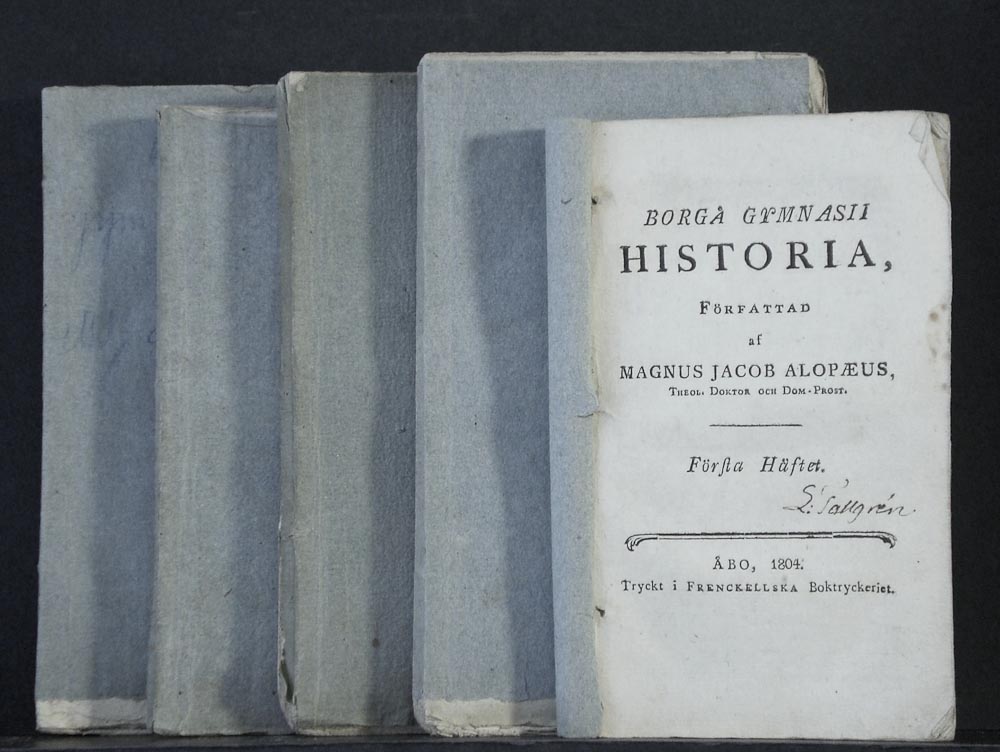 BORGÅ GYMNASII
HISTORIA,
FÖRFATTAD
af
MAGNUS JACOB ALOPÆUS,
THEOL. DOKTOR OCH DOM-PROST.
Förſta Häftet.
L: Tallgrén
ÅBO, 1804.
Tryckt i FRENCKELLSKA Boktryckeriet.